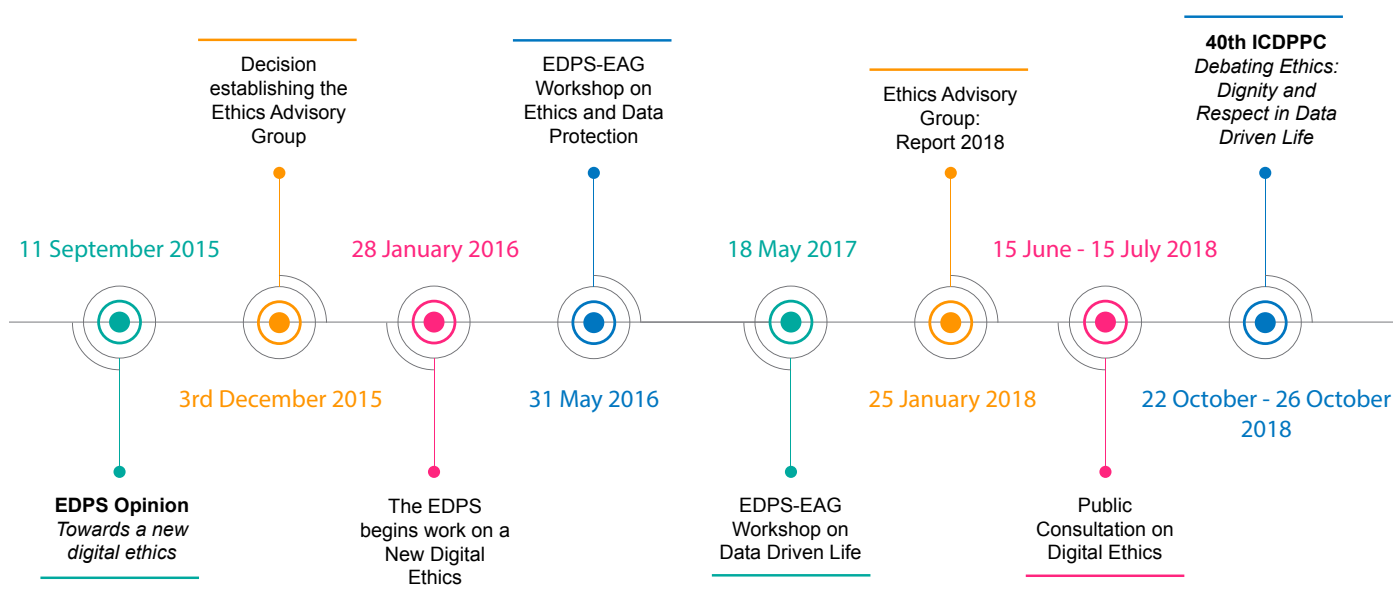 11 September 2015
EDPS Opinion
Towards a new
digital ethics
Decision
establishing the
Ethics Advisory
Group
3rd December 2015
28 January 2016
The EDPS
begins work on a
New Digital
Ethics
EDPS-EAG
Workshop on
Ethics and Data
Protection
31 May 2016
18 May 2017
EDPS-EAG
Workshop on
Data Driven Life
Ethics Advisory
Group:
Report 2018
25 January 2018
15 June - 15 July 2018
Public
Consultation on
Digital Ethics
40th ICDPPC
Debating Ethics:
Dignity and
Respect in Data
Driven Life
22 October - 26 October
2018